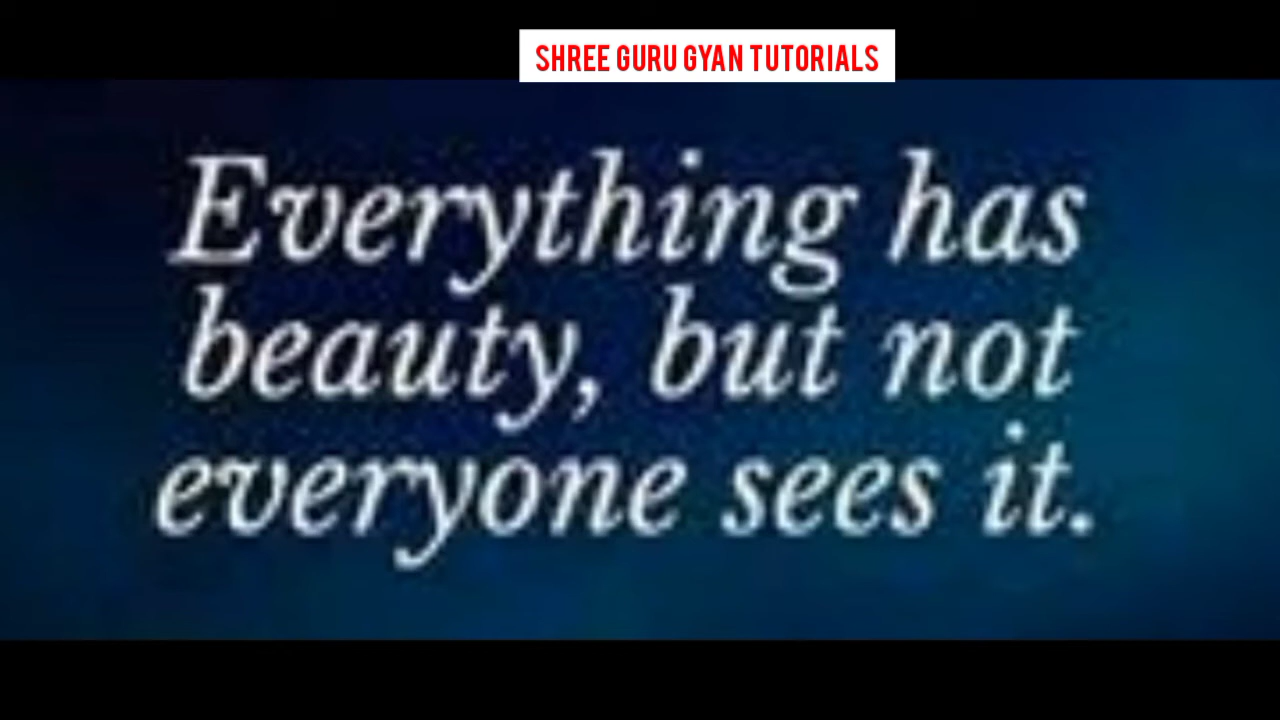 SHREE GURU GYAN TUTORIALS
Everything has
beauty, but not
everyone sees it.